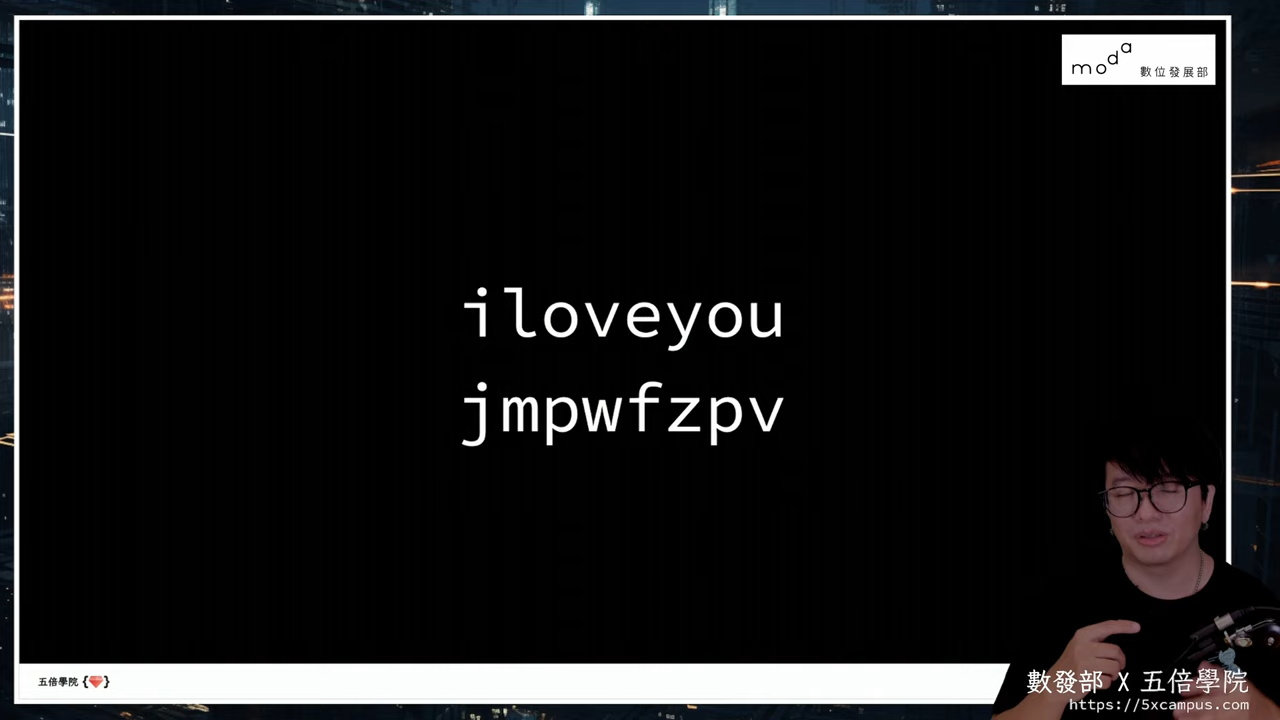 moda 數位發展部
iloveyou
jmpwfzpv
五倍學院 {❤}
數發部 X 五倍學院
https://5xcampus.com